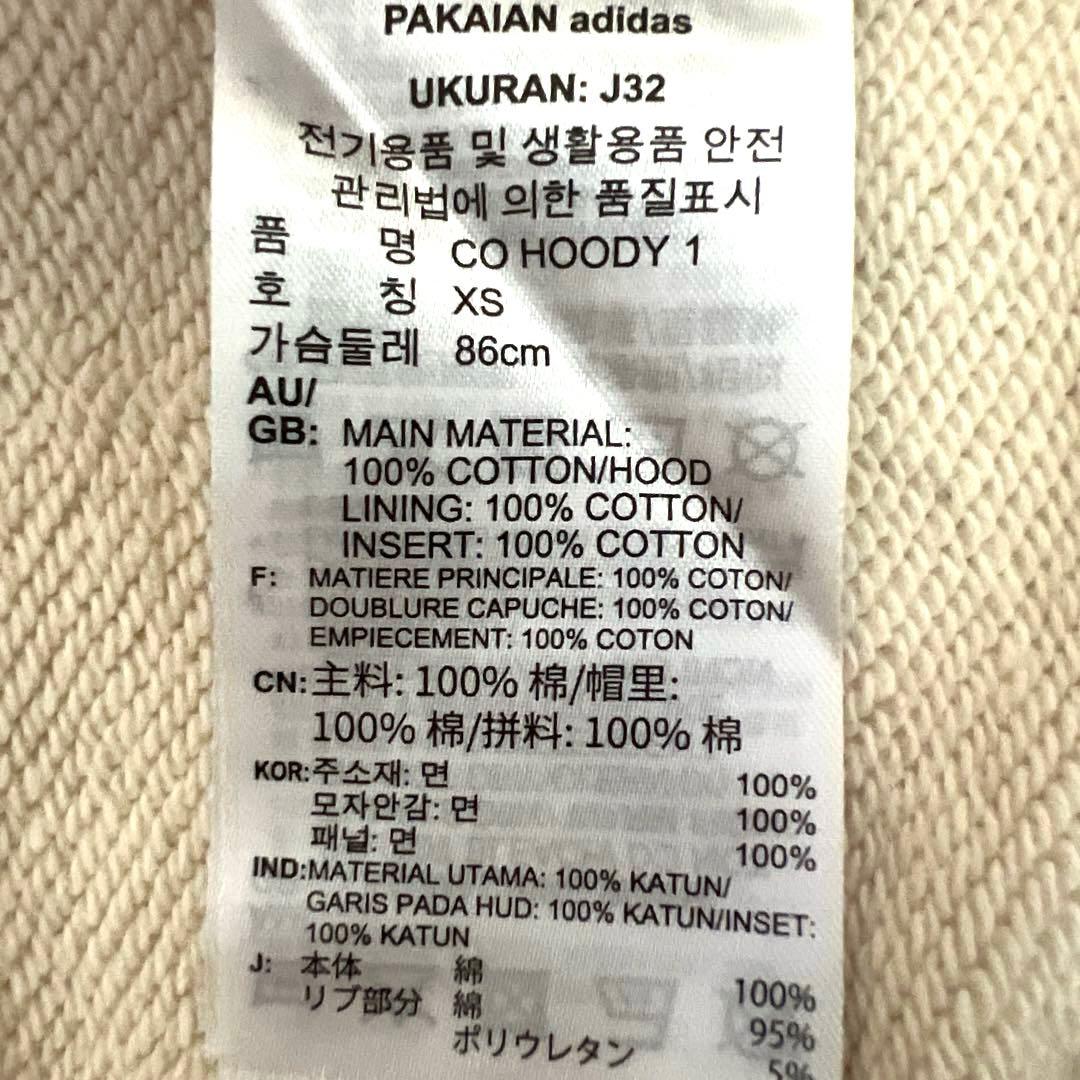 PAKAIAN adidas
UKURAN: J32
전기용품 및 생활용품 안전
관리법에 의한 품질표시
품 명 CO HOODY 1
호 칭 XS
가슴둘레 86cm
AU/
GB: MAIN MATERIAL:
100% COTTON/HOOD
LINING: 100% COTTON/
INSERT: 100% COTTON
F: MATIERE PRINCIPALE: 100% COTON/
DOUBLURE CAPUCHE: 100% COTON/
EMPIECEMENT: 100% COTON
CN: 主料: 100% 棉/帽里:
100% 棉/拼料: 100% 棉
KOR: 주소재: 면 100%
모자안감: 면 100%
패널: 면 100%
IND: MATERIAL UTAMA: 100% KATUN/
GARIS PADA HUD: 100% KATUN/INSET:
100% KATUN
J: 本体 綿 100%
リブ部分 綿 95%
ポリウレタン 5%